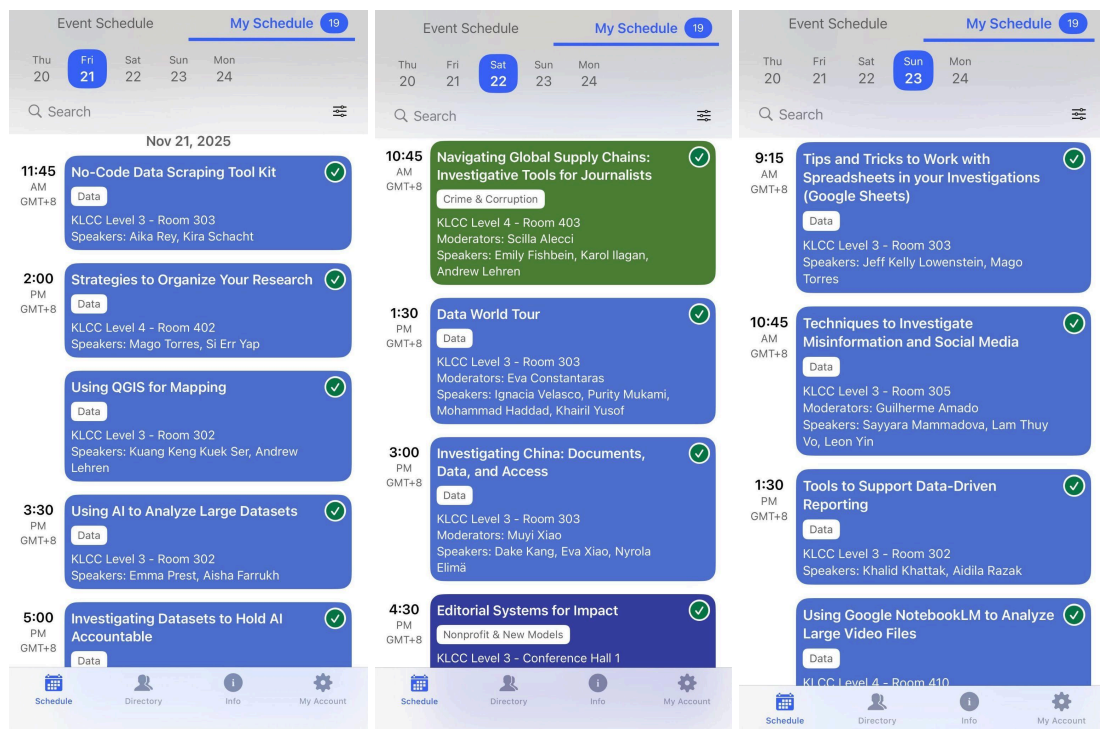 Event Schedule
My Schedule 19
Thu Fri Sat Sun Mon
20 21 22 23 24
Search
Nov 21, 2025
11:45
AM
GMT+8
No-Code Data Scraping Tool Kit
Data
KLCC Level 3 - Room 303
Speakers: Aika Rey, Kira Schacht
2:00
PM
GMT+8
Strategies to Organize Your Research
Data
KLCC Level 4 - Room 402
Speakers: Mago Torres, Si Err Yap
Using QGIS for Mapping
Data
KLCC Level 3 - Room 302
Speakers: Kuang Keng Kuek Ser, Andrew
Lehren
3:30
PM
GMT+8
Using AI to Analyze Large Datasets
Data
KLCC Level 3 - Room 302
Speakers: Emma Prest, Aisha Farrukh
5:00
PM
GMT+8
Investigating Datasets to Hold AI
Accountable
Data
Schedule
Directory
Info
My Account
Event Schedule
My Schedule 19
Thu Fri Sat Sun Mon
20 21 22 23 24
Search
10:45
AM
GMT+8
Navigating Global Supply Chains:
Investigative Tools for Journalists
Crime & Corruption
KLCC Level 4 - Room 403
Moderators: Scilla Alecci
Speakers: Emily Fishbein, Karol Ilagan,
Andrew Lehren
1:30
PM
GMT+8
Data World Tour
Data
KLCC Level 3 - Room 303
Moderators: Eva Constantaras
Speakers: Ignacia Velasco, Purity Mukami,
Mohammad Haddad, Khairil Yusof
3:00
PM
GMT+8
Investigating China: Documents,
Data, and Access
Data
KLCC Level 3 - Room 303
Moderators: Muyi Xiao
Speakers: Dake Kang, Eva Xiao, Nyrola
Elimä
4:30
PM
GMT+8
Editorial Systems for Impact
Nonprofit & New Models
KLCC Level 3 - Conference Hall 1
Schedule
Directory
Info
My Account
Event Schedule
My Schedule 19
Thu Fri Sat Sun Mon
20 21 22 23 24
Search
9:15
AM
GMT+8
Tips and Tricks to Work with
Spreadsheets in your Investigations
(Google Sheets)
Data
KLCC Level 3 - Room 303
Speakers: Jeff Kelly Lowenstein, Mago
Torres
10:45
AM
GMT+8
Techniques to Investigate
Misinformation and Social Media
Data
KLCC Level 3 - Room 305
Moderators: Guilherme Amado
Speakers: Sayyara Mammadova, Lam Thuy
Vo, Leon Yin
1:30
PM
GMT+8
Tools to Support Data-Driven
Reporting
Data
KLCC Level 3 - Room 302
Speakers: Khalid Khattak, Aidila Razak
Using Google NotebookLM to Analyze
Large Video Files
Data
KLCC Level 4 - Room 410
Schedule
Directory
Info
My Account